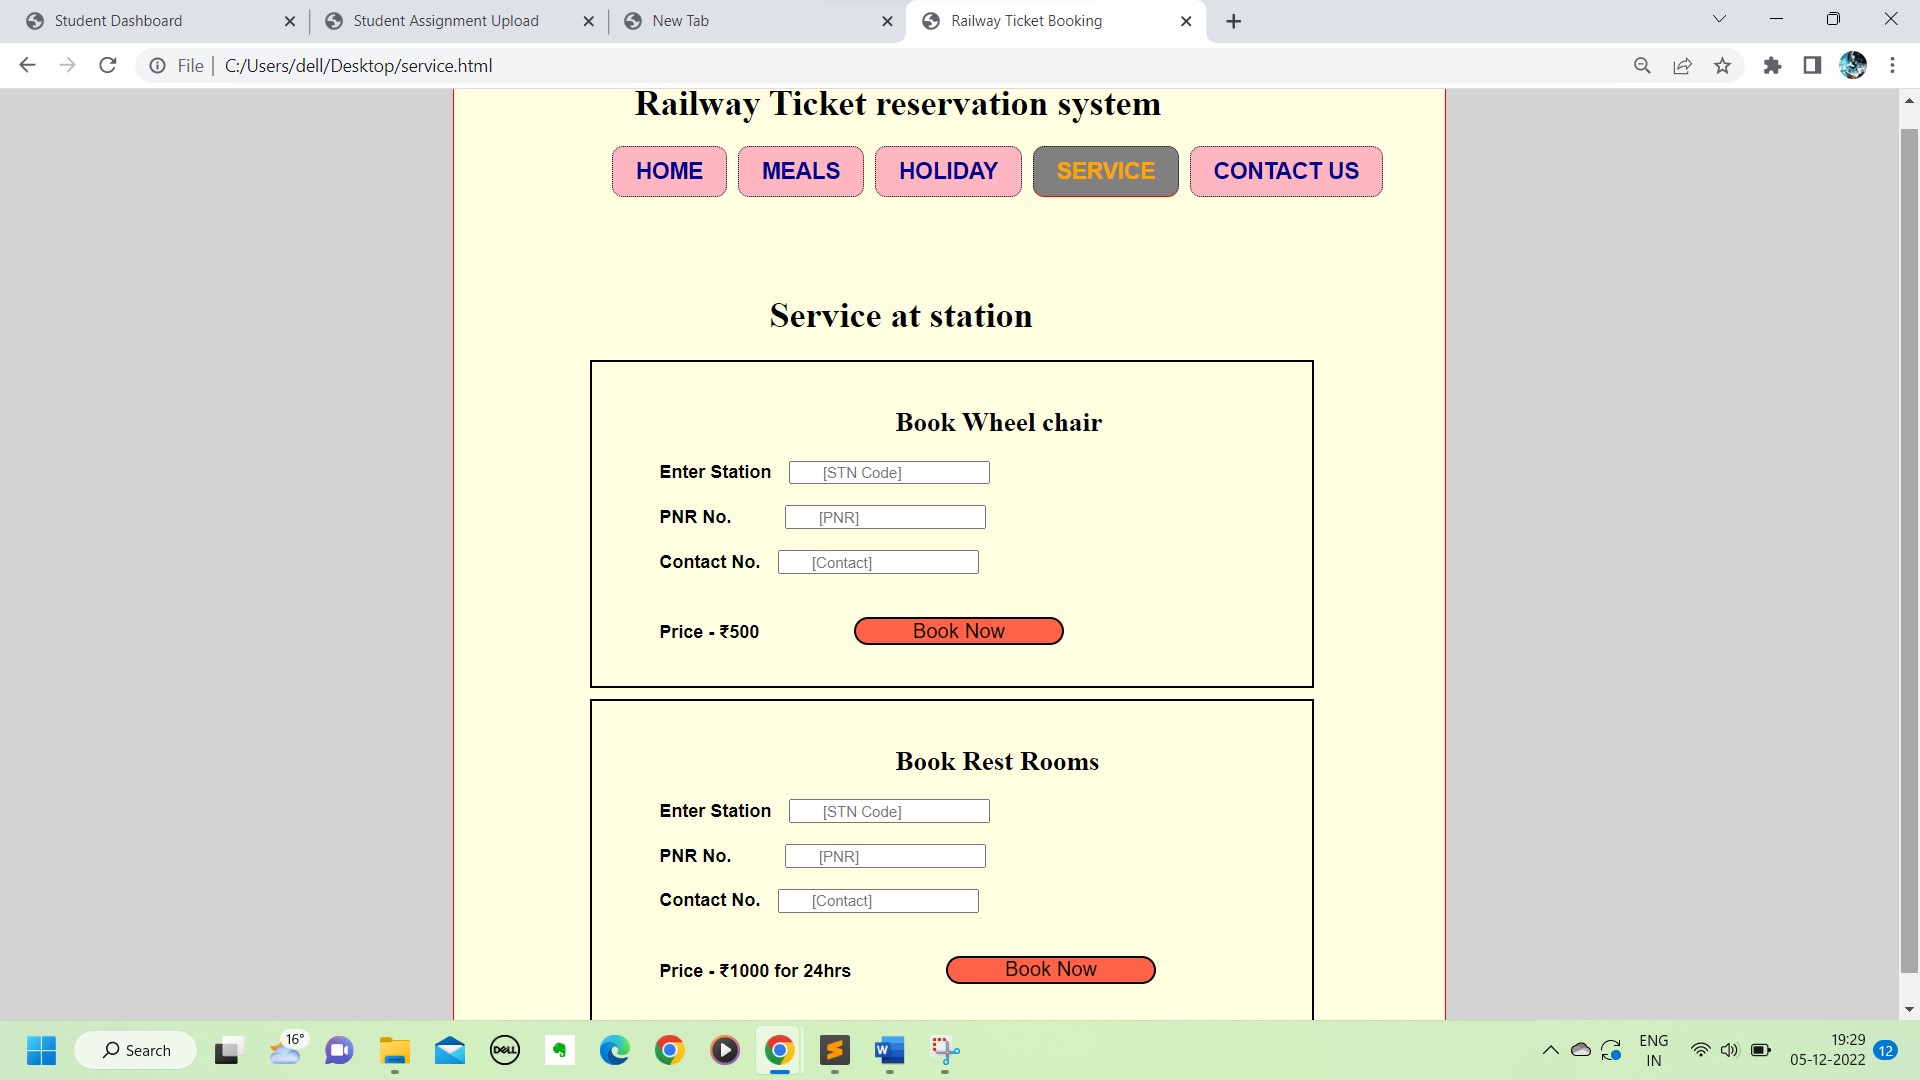 Student Dashboard
Student Assignment Upload
New Tab
Railway Ticket Booking
File
C:/Users/dell/Desktop/service.html
Railway Ticket reservation system
HOME
MEALS
HOLIDAY
SERVICE
CONTACT US
Service at station
Book Wheel chair
Enter Station [STN Code]
PNR No. [PNR]
Contact No. [Contact]
Price - ₹500 Book Now
Book Rest Rooms
Enter Station [STN Code]
PNR No. [PNR]
Contact No. [Contact]
Price - ₹1000 for 24hrs Book Now
Search
16°
DELL
S
W
ENG
IN
19:29
05-12-2022
12